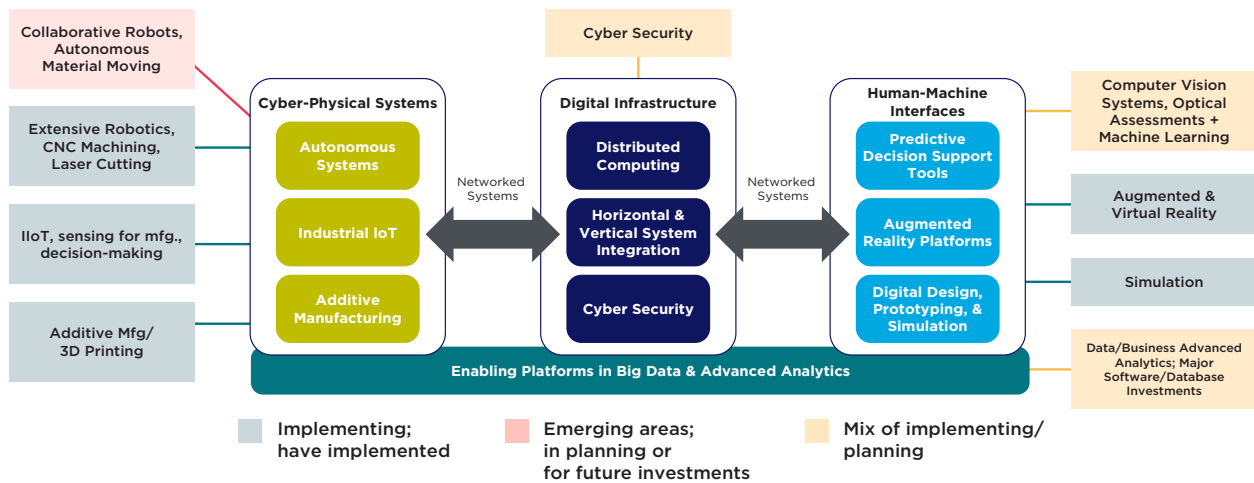 Collaborative Robots,
Autonomous
Material Moving
Extensive Robotics,
CNC Machining,
Laser Cutting
IIoT, sensing for mfg.,
decision-making
Additive Mfg/
3D Printing
Cyber-Physical Systems
Autonomous
Systems
Industrial IoT
Additive
Manufacturing
Networked
Systems
Cyber Security
Digital Infrastructure
Distributed
Computing
Horizontal &
Vertical System
Integration
Cyber Security
Networked
Systems
Human-Machine
Interfaces
Predictive
Decision Support
Tools
Augmented
Reality Platforms
Digital Design,
Prototyping, &
Simulation
Computer Vision
Systems, Optical
Assessments +
Machine Learning
Augmented &
Virtual Reality
Simulation
Data/Business Advanced
Analytics; Major
Software/Database
Investments
Enabling Platforms in Big Data & Advanced Analytics
Implementing;
have implemented
Emerging areas;
in planning or
for future investments
Mix of implementing/
planning